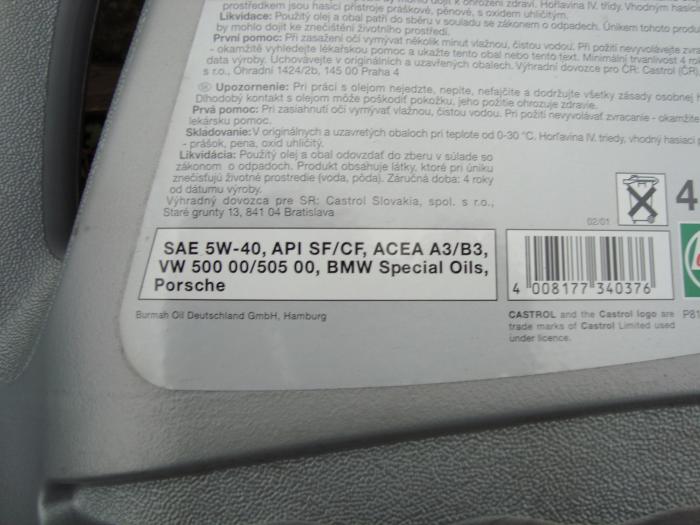 prostředkem jsou hasicí přístroje práškové, pěnové, s oxidem uhličitým.
Likvidace: Použitý olej a obal patří do sběru v souladu se zákonem o odpadech. Únikem tohoto
by mohlo dojít ke znečištění životního prostředí.
První pomoc: Při zasažení očí vymývat několik minut vlažnou, čistou vodou. Při požití nevyvolávejte
- okamžitě vyhledejte lékařskou pomoc a ukažte tento obal nebo tento text. Minimální trvanlivost 4
data výroby. Uchovávejte v originálních a uzavřených obalech. Výhradní dovozce pro ČR: Castrol (ČR)
s r.o., Ohradní 1424/2b, 145 00 Praha 4
Upozornenie: Pri práci s olejom nejedzte, nepite, nefajčite a dodržujte všetky zásady osobnej
Dlhodobý kontakt s olejom môže poškodiť pokožku, jeho požitie ohrozuje zdravie.
Prvá pomoc: Pri zasiahnutí očí vymývať vlažnou, čistou vodou. Pri požití nevyvolávať zvracanie - okamžite
lekársku pomoc.
Skladovanie: V originálnych a uzavretých obaloch pri teplote od 0-30 °C. Horľavina IV. triedy, vhodný hasiaci
- prášok, pena, oxid uhličitý.
Likvidácia: Použitý olej a obal odovzdať do zberu v súlade so
zákonom o odpadoch. Produkt obsahuje látky, ktoré pri úniku
znečisťujú životné prostredie (voda, pôda). Záručná doba: 4 roky
od dátumu výroby.
Výhradný dovozca pre SR: Castrol Slovakia, spol. s r.o.,
Staré grunty 13, 841 04 Bratislava
02/01
4
SAE 5W-40, API SF/CF, ACEA A3/B3,
VW 500 00/505 00, BMW Special Oils,
Porsche
4 008177 340376
Burmah Oil Deutschland GmbH, Hamburg
CASTROL and the Castrol logo are
trade marks of Castrol Limited used
under licence.
P81